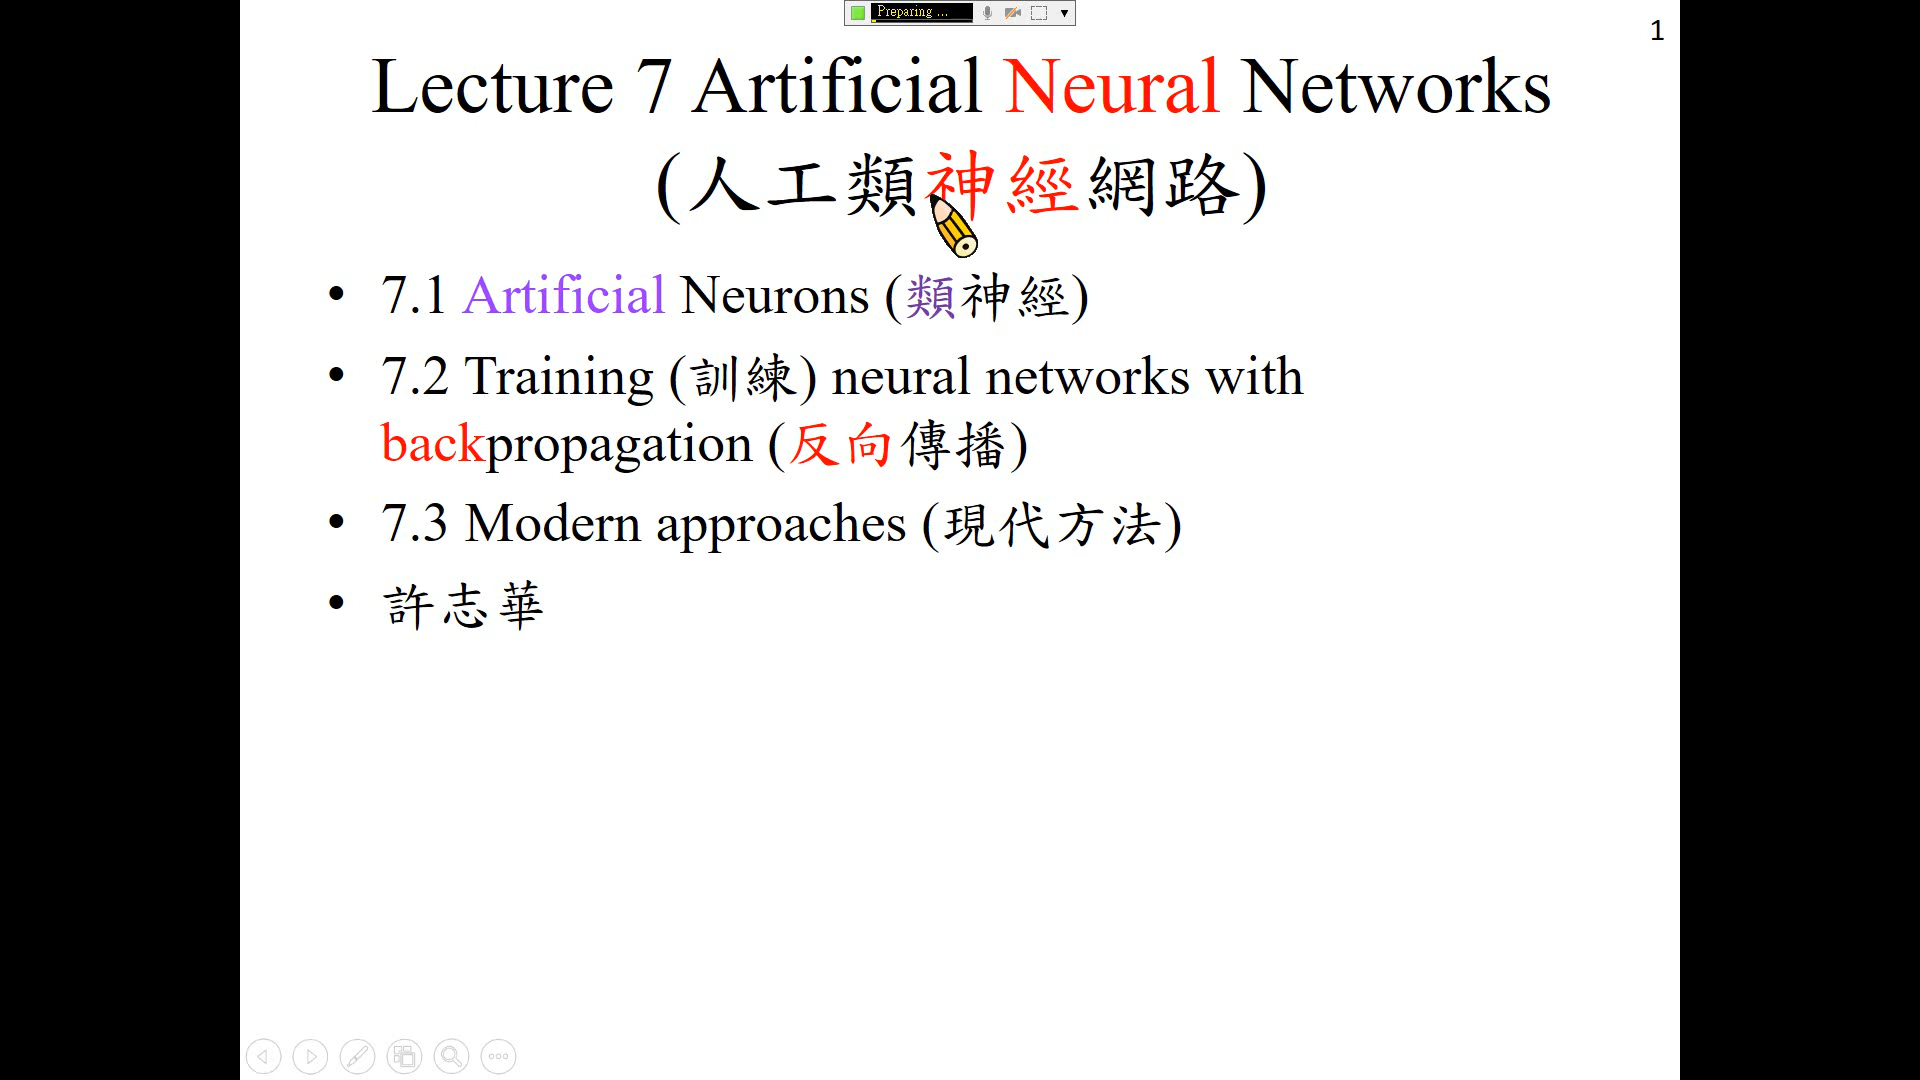 Preparing ...
1
Lecture 7 Artificial Neural Networks
(人工類神經網路)
• 7.1 Artificial Neurons (類神經)
• 7.2 Training (訓練) neural networks with
backpropagation (反向傳播)
• 7.3 Modern approaches (現代方法)
• 許志華